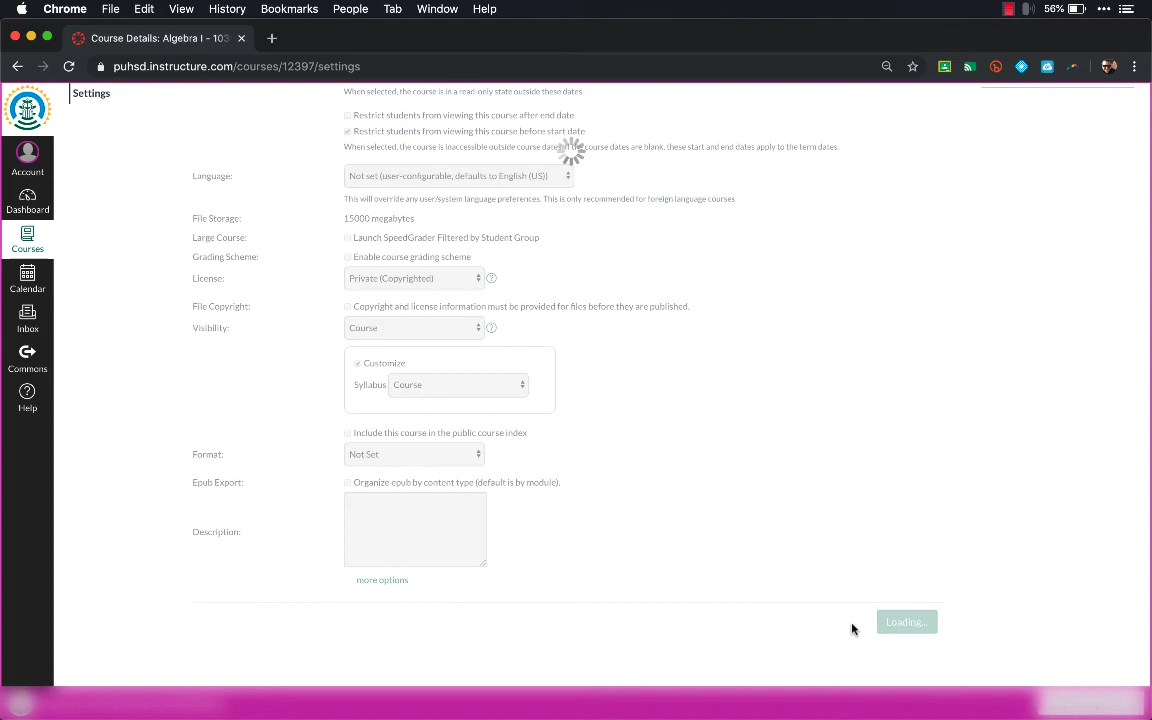 Chrome File Edit View History Bookmarks People Tab Window Help 56%
Course Details: Algebra I - 103
puhsd.instructure.com/courses/12397/settings
Settings
When selected, the course is in a read-only state outside these dates.
Restrict students from viewing this course after end date
Restrict students from viewing this course before start date
When selected, the course is inaccessible outside course dates course dates are blank, these start and end dates apply to the term dates.
Language: Not set (user-configurable, defaults to English (US))
This will override any user/system language preferences. This is only recommended for foreign language courses
File Storage: 15000 megabytes
Large Course: Launch SpeedGrader Filtered by Student Group
Grading Scheme: Enable course grading scheme
License: Private (Copyrighted) ?
File Copyright: Copyright and license information must be provided for files before they are published.
Visibility: Course ?
Customize
Syllabus Course
Include this course in the public course index
Format: Not Set
Epub Export: Organize epub by content type (default is by module).
Description:
more options
Loading...
Account
Dashboard
Courses
Calendar
Inbox
Commons
Help